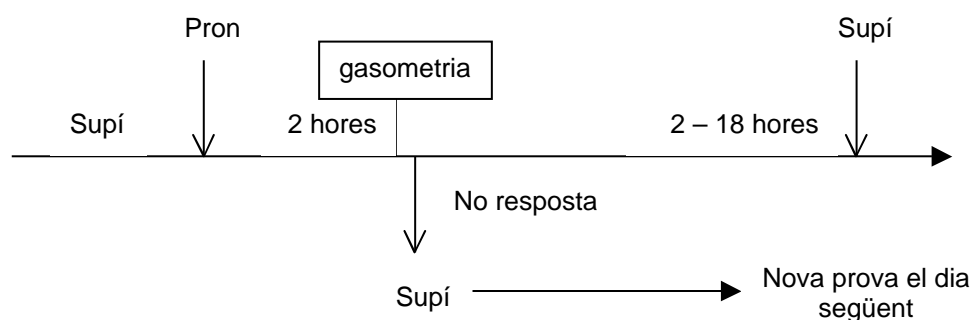 Pron
Supí
gasometria
Supí
2 hores
2 – 18 hores
No resposta
Supí
Nova prova el dia
següent